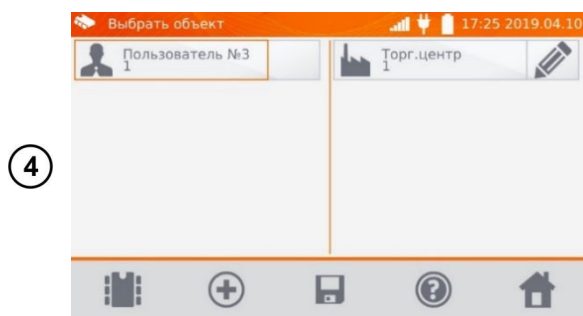 Выбрать объект
17:25 2019.04.10
Пользователь №3
1
Торг.центр
1
4